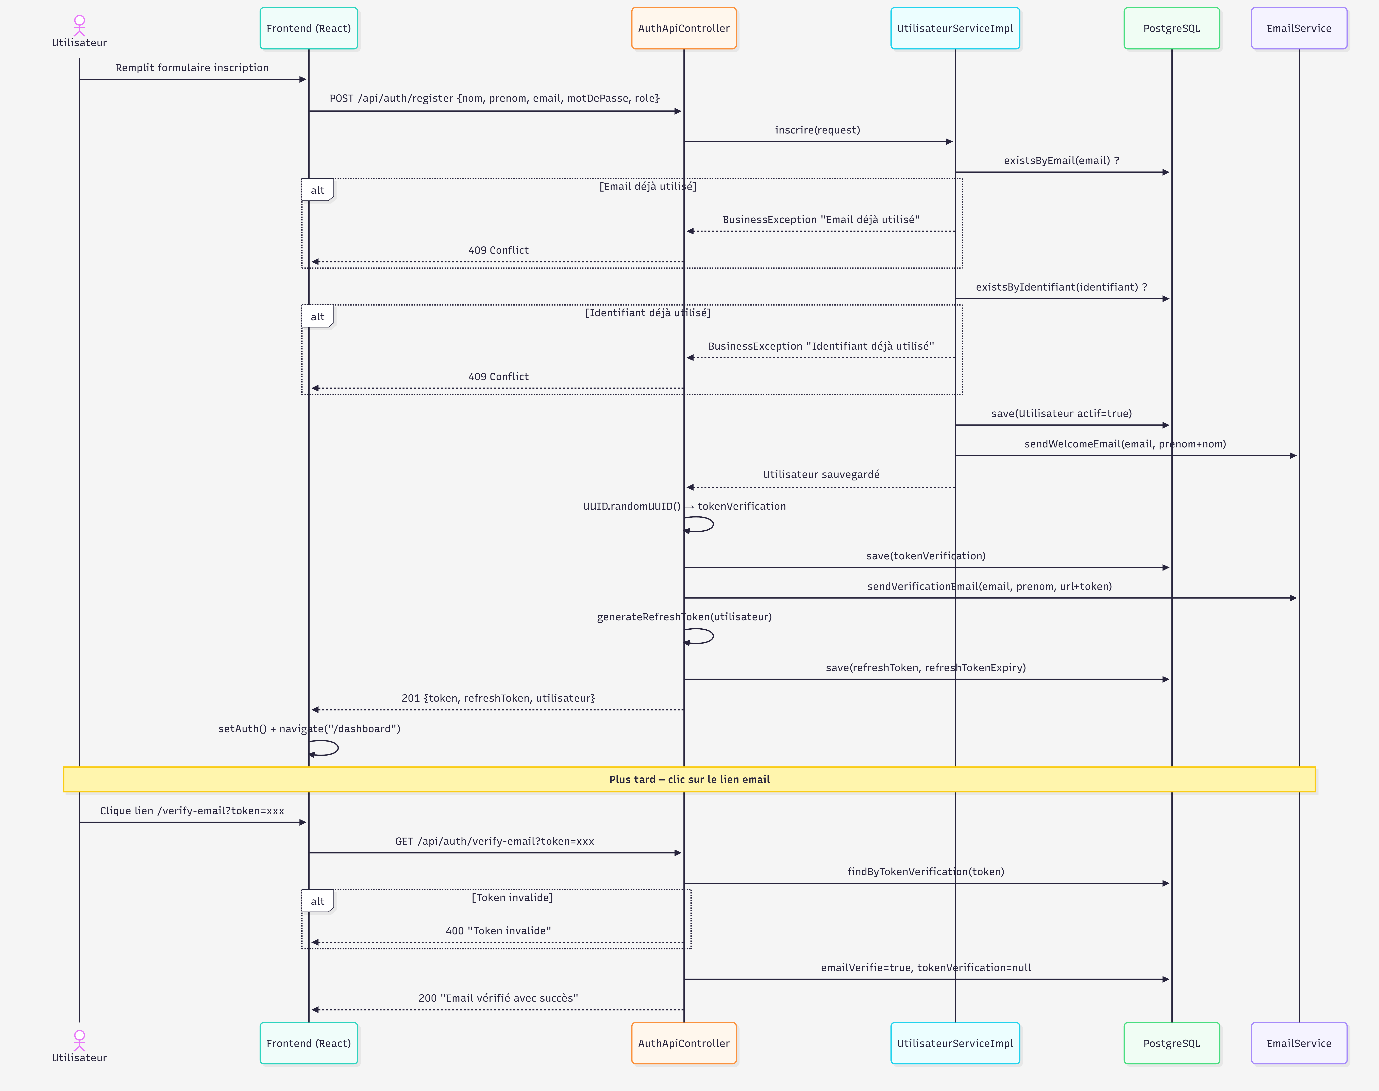 Utilisateur
Frontend (React)
AuthApiController
UtilisateurServiceImpl
PostgreSQL
EmailService
Remplit formulaire inscription
POST /api/auth/register {nom, prenom, email, motDePasse, role}
inscrire(request)
existsByEmail(email) ?
alt
[Email déjà utilisé]
BusinessException "Email déjà utilisé"
409 Conflict
existsByIdentifiant(identifiant) ?
alt
[Identifiant déjà utilisé]
BusinessException "Identifiant déjà utilisé"
409 Conflict
save(Utilisateur actif=true)
sendWelcomeEmail(email, prenom+nom)
Utilisateur sauvegardé
UUID.randomUUID() → tokenVerification
save(tokenVerification)
sendVerificationEmail(email, prenom, url+token)
generateRefreshToken(utilisateur)
save(refreshToken, refreshTokenExpiry)
201 {token, refreshToken, utilisateur}
setAuth() + navigate("/dashboard")
Plus tard — clic sur le lien email
Clique lien /verify-email?token=xxx
GET /api/auth/verify-email?token=xxx
findByTokenVerification(token)
alt
[Token invalide]
400 "Token invalide"
emailVerifie=true, tokenVerification=null
200 "Email vérifié avec succès"
Utilisateur
Frontend (React)
AuthApiController
UtilisateurServiceImpl
PostgreSQL
EmailService